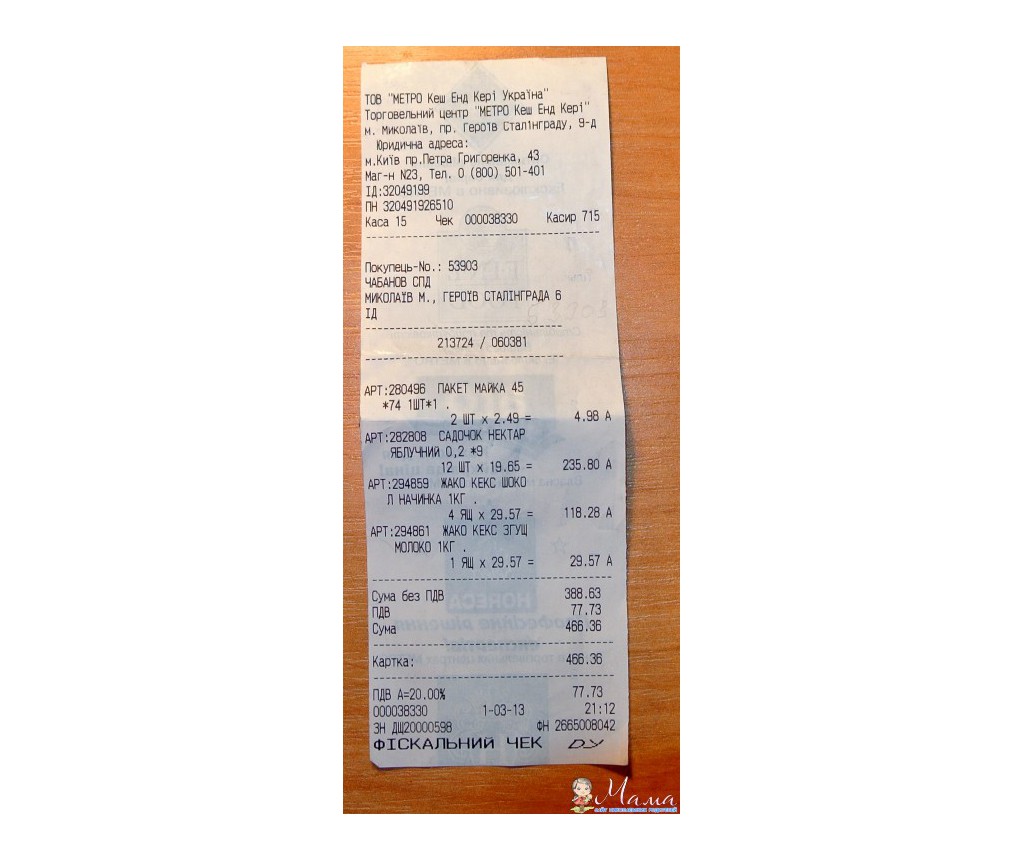 ТОВ "МЕТРО Кеш Енд Кері Україна"
Торговельний центр "МЕТРО Кеш Енд Кері"
м. Миколаїв, пр. Героїв Сталінграду, 9-д
Юридична адреса:
м.Київ пр.Петра Григоренка, 43
Маг-н N23, Тел. 0 (800) 501-401
ІД:32049199
ПН 320491926510
Каса 15 Чек 000038330 Касир 715
Покупець-No.: 53903
ЧАБАНОВ СПД
МИКОЛАЇВ М., ГЕРОЇВ СТАЛІНГРАДА 6
ІД
213724 / 060381
АРТ:280496 ПАКЕТ МАЙКА 45
*74 1ШТ*1 .
2 ШТ x 2.49 = 4.98 А
АРТ:282808 САДОЧОК НЕКТАР
ЯБЛУЧНИЙ 0,2 *9
12 ШТ x 19.65 = 235.80 А
АРТ:294859 ЖАКО КЕКС ШОКО
Л НАЧИНКА 1КГ .
4 ЯЩ x 29.57 = 118.28 А
АРТ:294861 ЖАКО КЕКС ЗГУЩ
МОЛОКО 1КГ .
1 ЯЩ x 29.57 = 29.57 А
Сума без ПДВ 388.63
ПДВ 77.73
Сума 466.36
Картка: 466.36
ПДВ А=20.00% 77.73
000038330 1-03-13 21:12
ЗН ДЩ20000598 ФН 2665008042
ФІСКАЛЬНИЙ ЧЕК
Мама